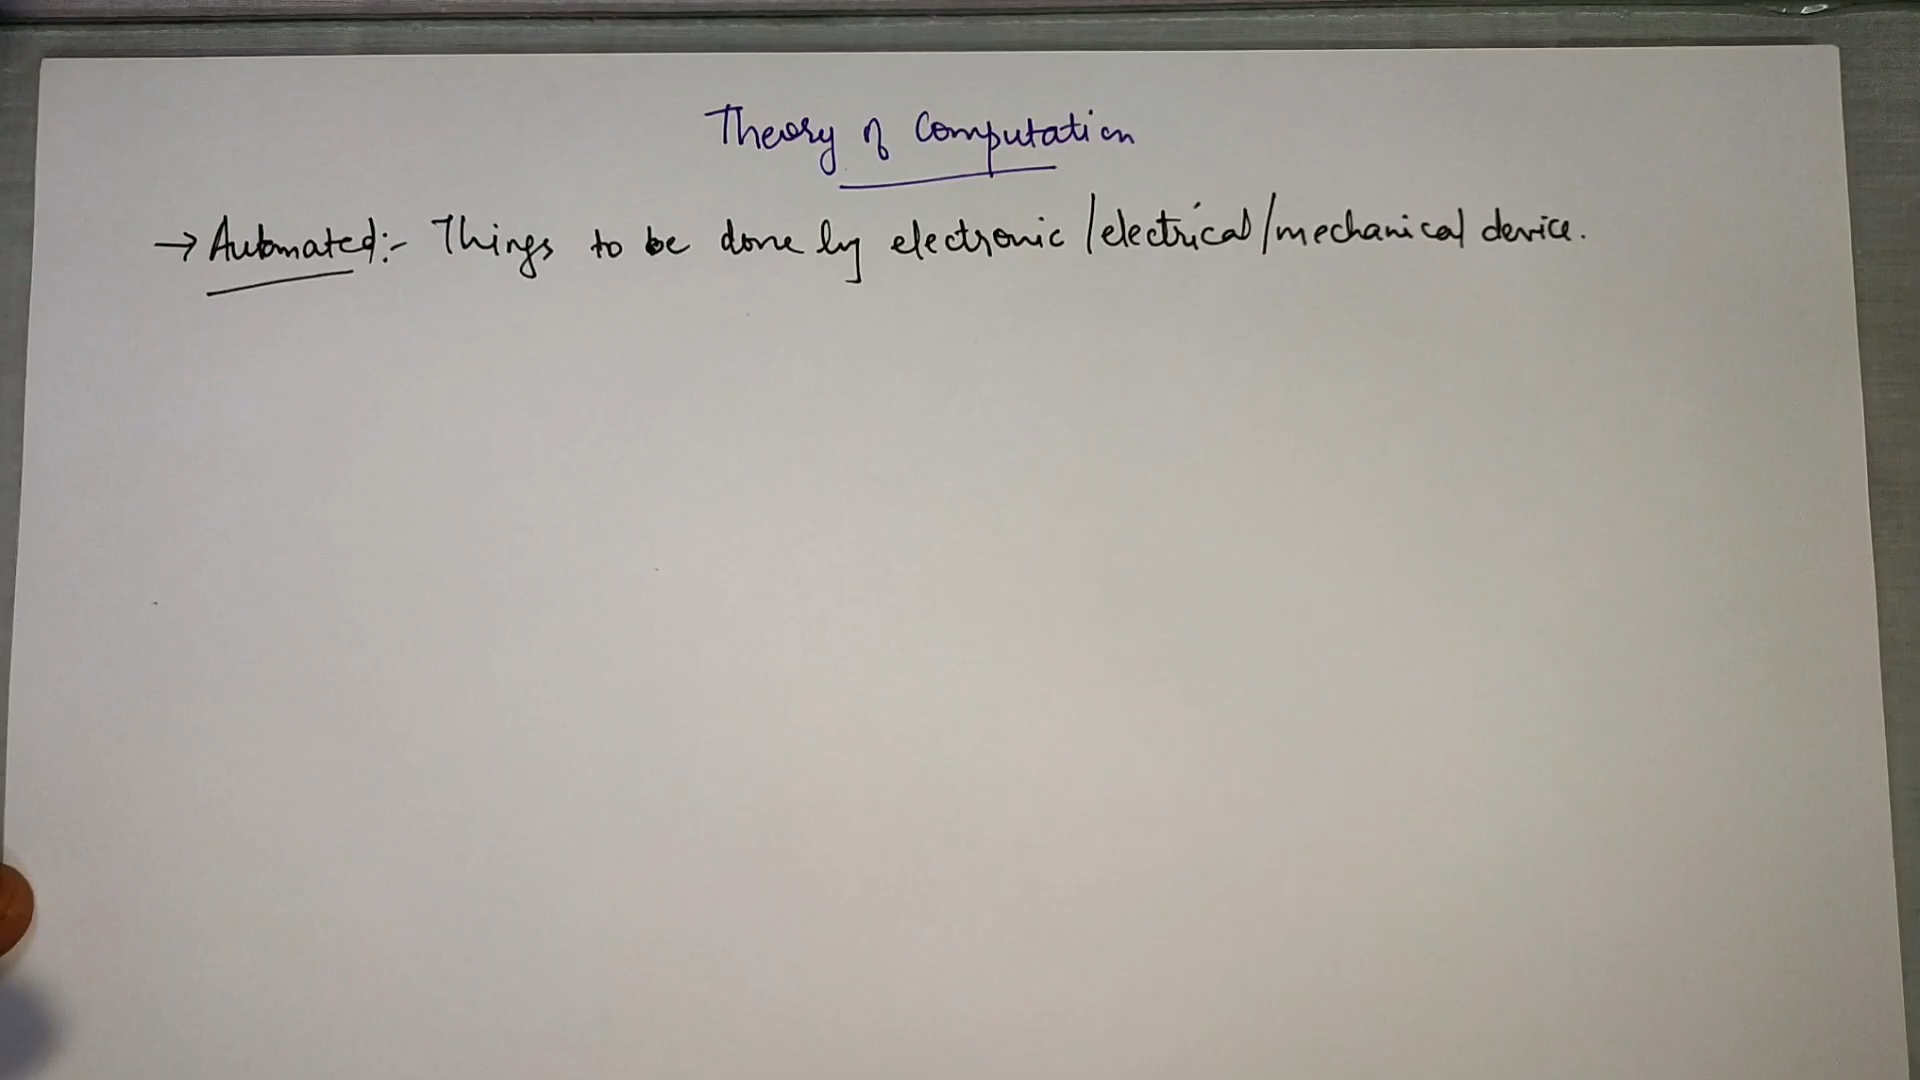 Theory of Computation
→ Automated:- Things to be done by electronic/electrical/mechanical device.